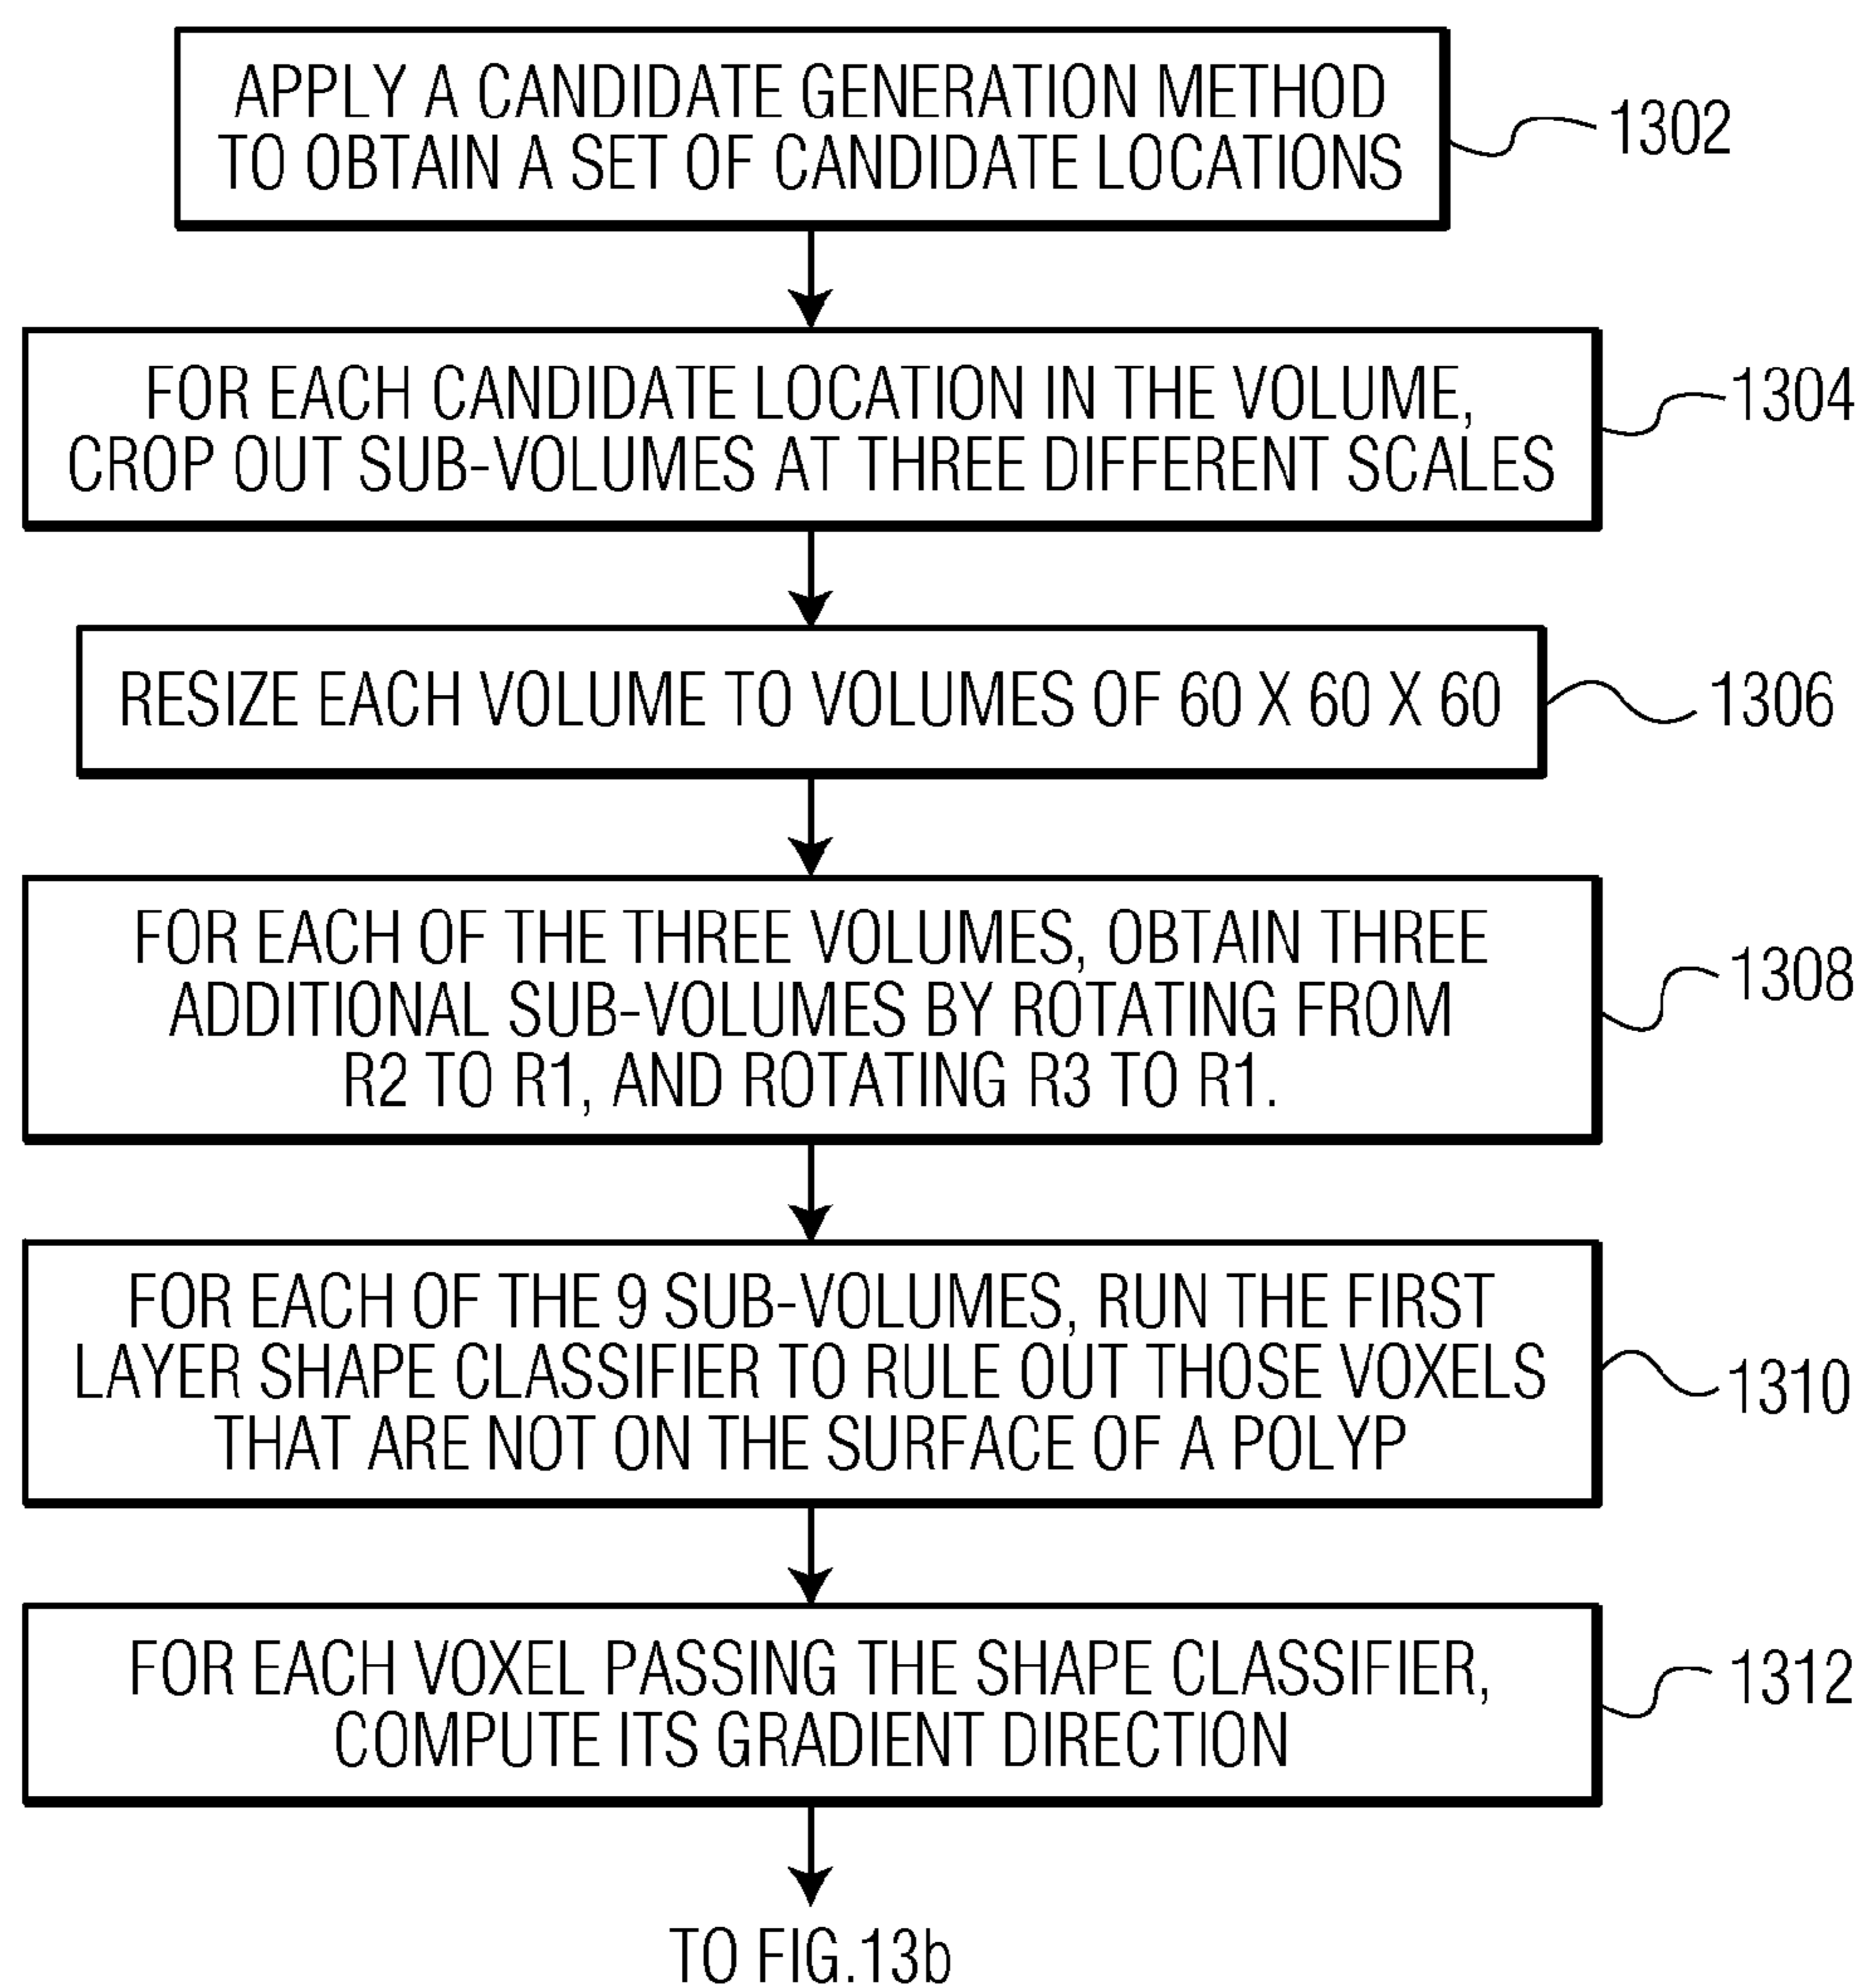 APPLY A CANDIDATE GENERATION METHOD
TO OBTAIN A SET OF CANDIDATE LOCATIONS
1302
FOR EACH CANDIDATE LOCATION IN THE VOLUME,
CROP OUT SUB-VOLUMES AT THREE DIFFERENT SCALES
1304
RESIZE EACH VOLUME TO VOLUMES OF 60 X 60 X 60
1306
FOR EACH OF THE THREE VOLUMES, OBTAIN THREE
ADDITIONAL SUB-VOLUMES BY ROTATING FROM
R2 TO R1, AND ROTATING R3 TO R1.
1308
FOR EACH OF THE 9 SUB-VOLUMES, RUN THE FIRST
LAYER SHAPE CLASSIFIER TO RULE OUT THOSE VOXELS
THAT ARE NOT ON THE SURFACE OF A POLYP
1310
FOR EACH VOXEL PASSING THE SHAPE CLASSIFIER,
COMPUTE ITS GRADIENT DIRECTION
1312
TO FIG.13b